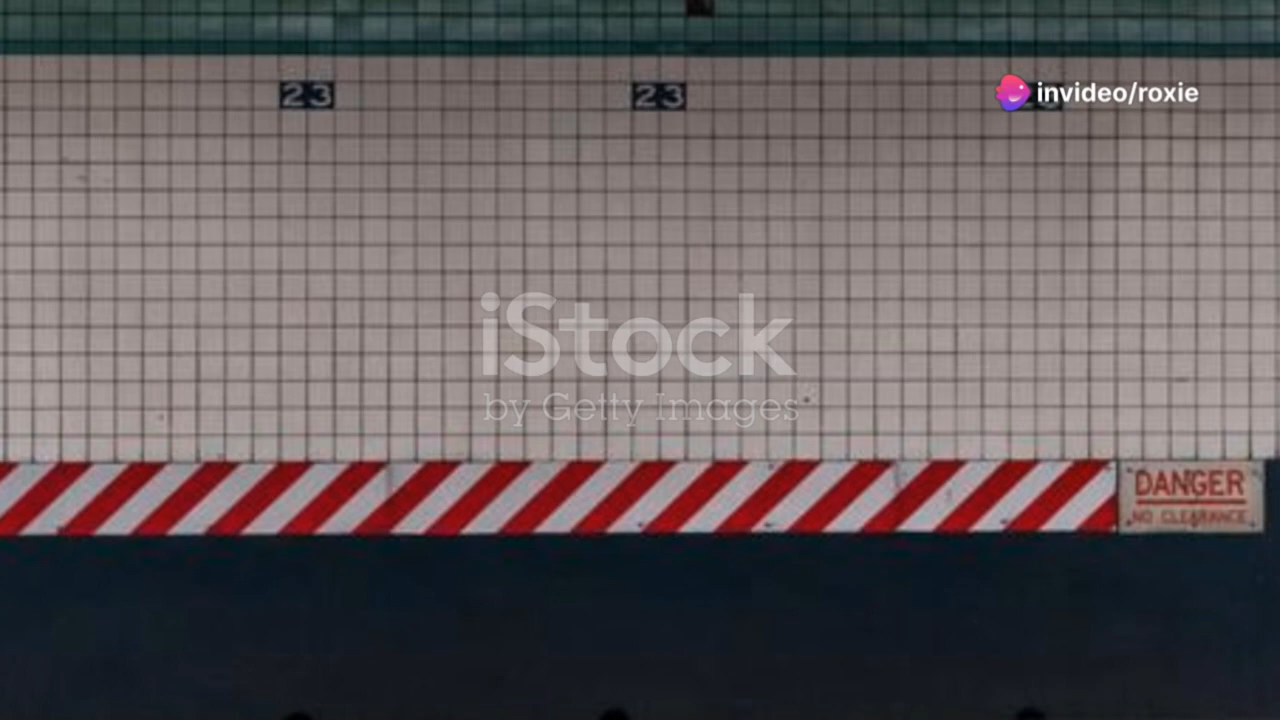 23 23
invideo/roxie
iStock
by Getty Images
DANGER
NO CLEARANCE